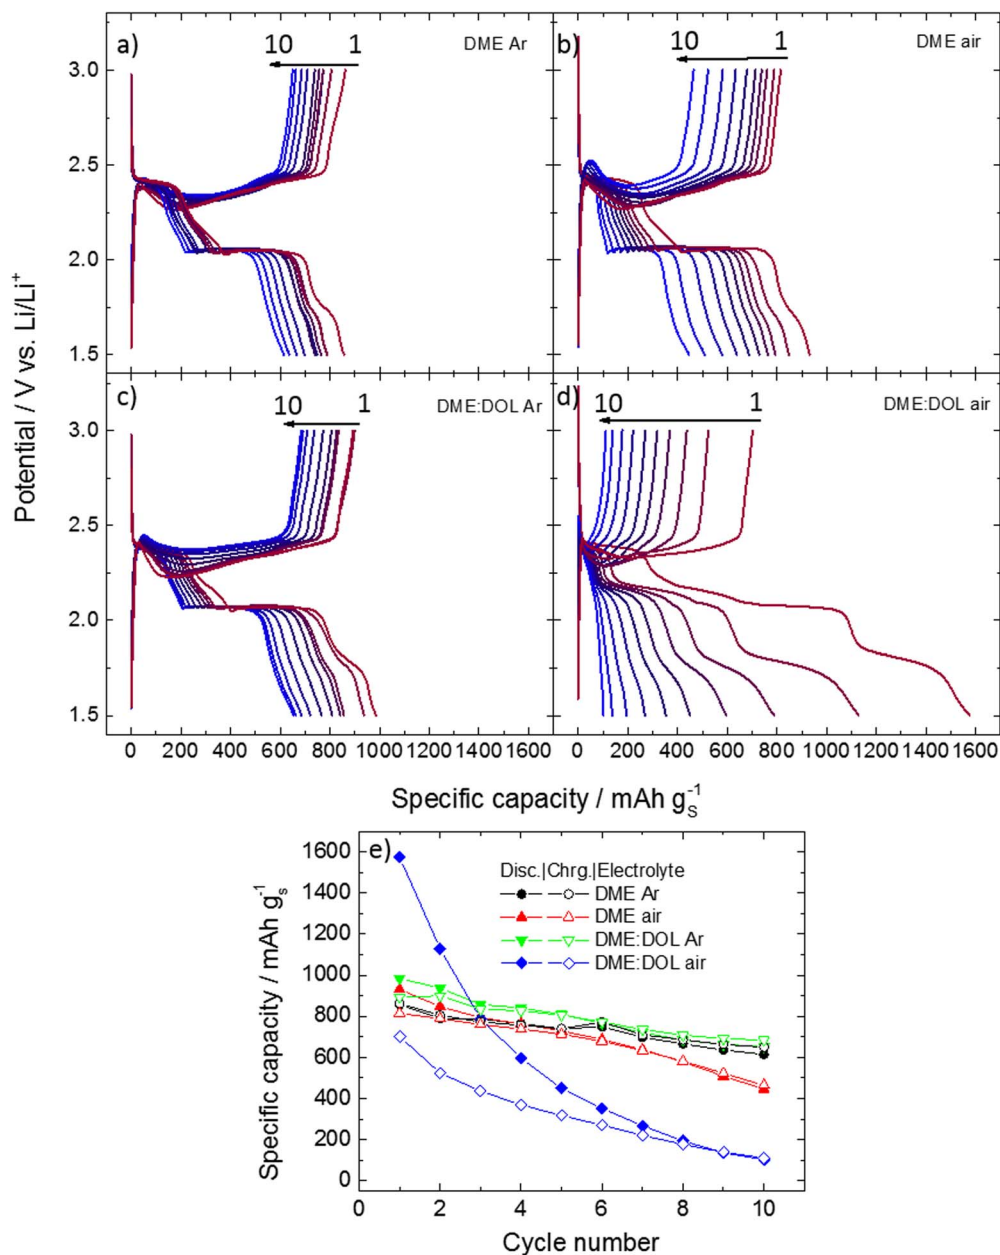 a) 10 1 DME Ar
b) 10 1 DME air
3.0
2.5
2.0
1.5
c) 10 1 DME:DOL Ar
d) 10 1 DME:DOL air
3.0
2.5
2.0
1.5
Potential / V vs. Li/Li⁺
0 200 400 600 800 1000 1200 1400 1600
0 200 400 600 800 1000 1200 1400 1600
Specific capacity / mAh g_S^-1
e)
Disc.|Chrg.|Electrolyte
DME Ar
DME air
DME:DOL Ar
DME:DOL air
1600
1400
1200
1000
800
600
400
200
0
Specific capacity / mAh g_s^-1
0 2 4 6 8 10
Cycle number